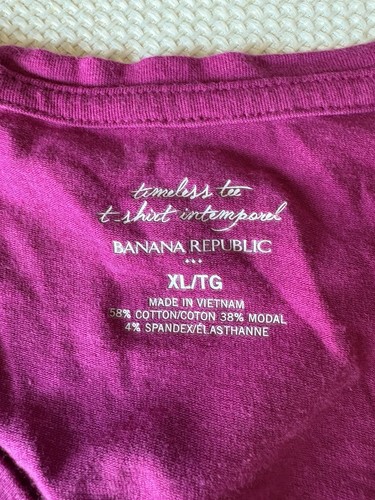 timeless tee
t-shirt intemporel
BANANA REPUBLIC
XL/TG
MADE IN VIETNAM
58% COTTON/COTON 38% MODAL
4% SPANDEX/ÉLASTHANNE